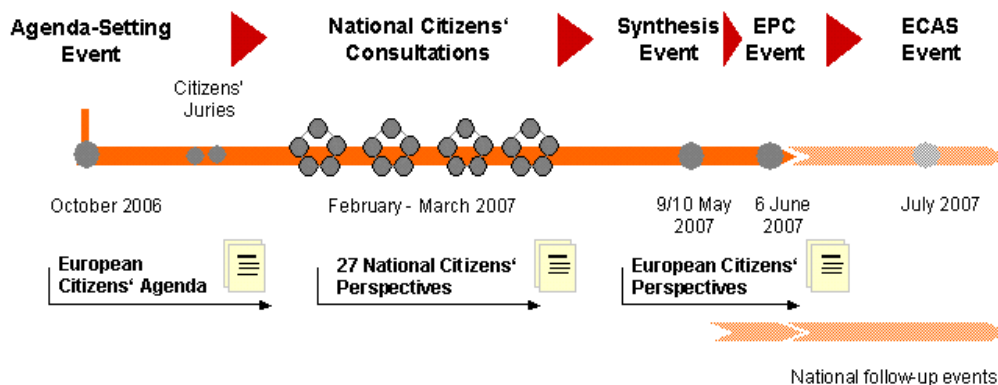 Agenda-Setting
Event
National Citizens‘
Consultations
Synthesis
Event
EPC
Event
ECAS
Event
Citizens‘
Juries
October 2006
February - March 2007
9/10 May
2007
6 June
2007
July 2007
European
Citizens‘ Agenda
27 National Citizens‘
Perspectives
European Citizens‘
Perspectives
National follow-up events